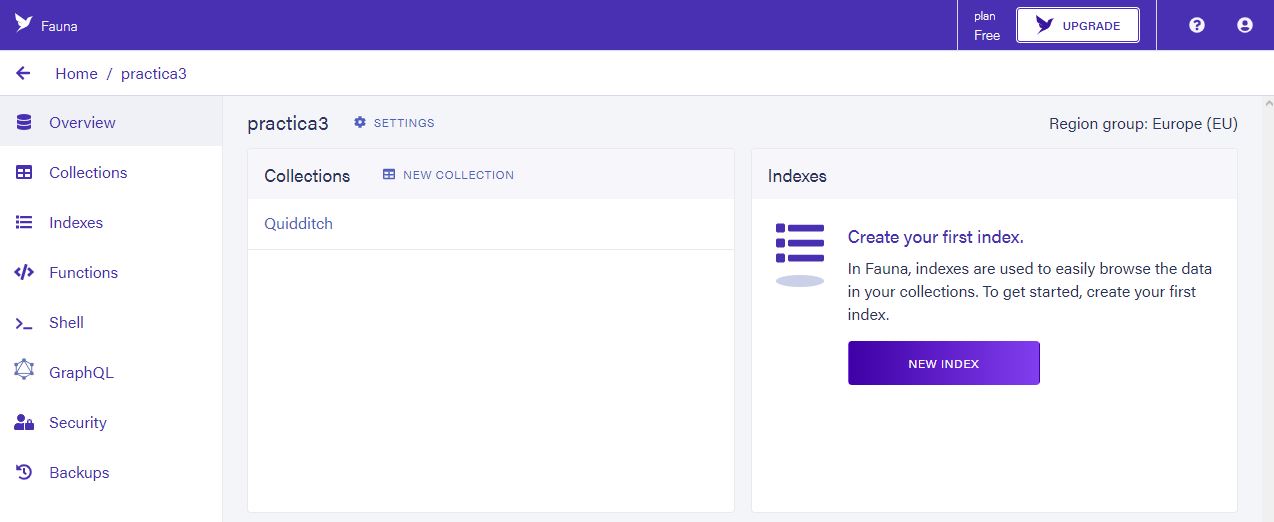 Fauna
plan
Free
UPGRADE
Home / practica3
Overview
Collections
Indexes
Functions
Shell
GraphQL
Security
Backups
practica3
SETTINGS
Region group: Europe (EU)
Collections
NEW COLLECTION
Quidditch
Indexes
Create your first index.
In Fauna, indexes are used to easily browse the data
in your collections. To get started, create your first
index.
NEW INDEX